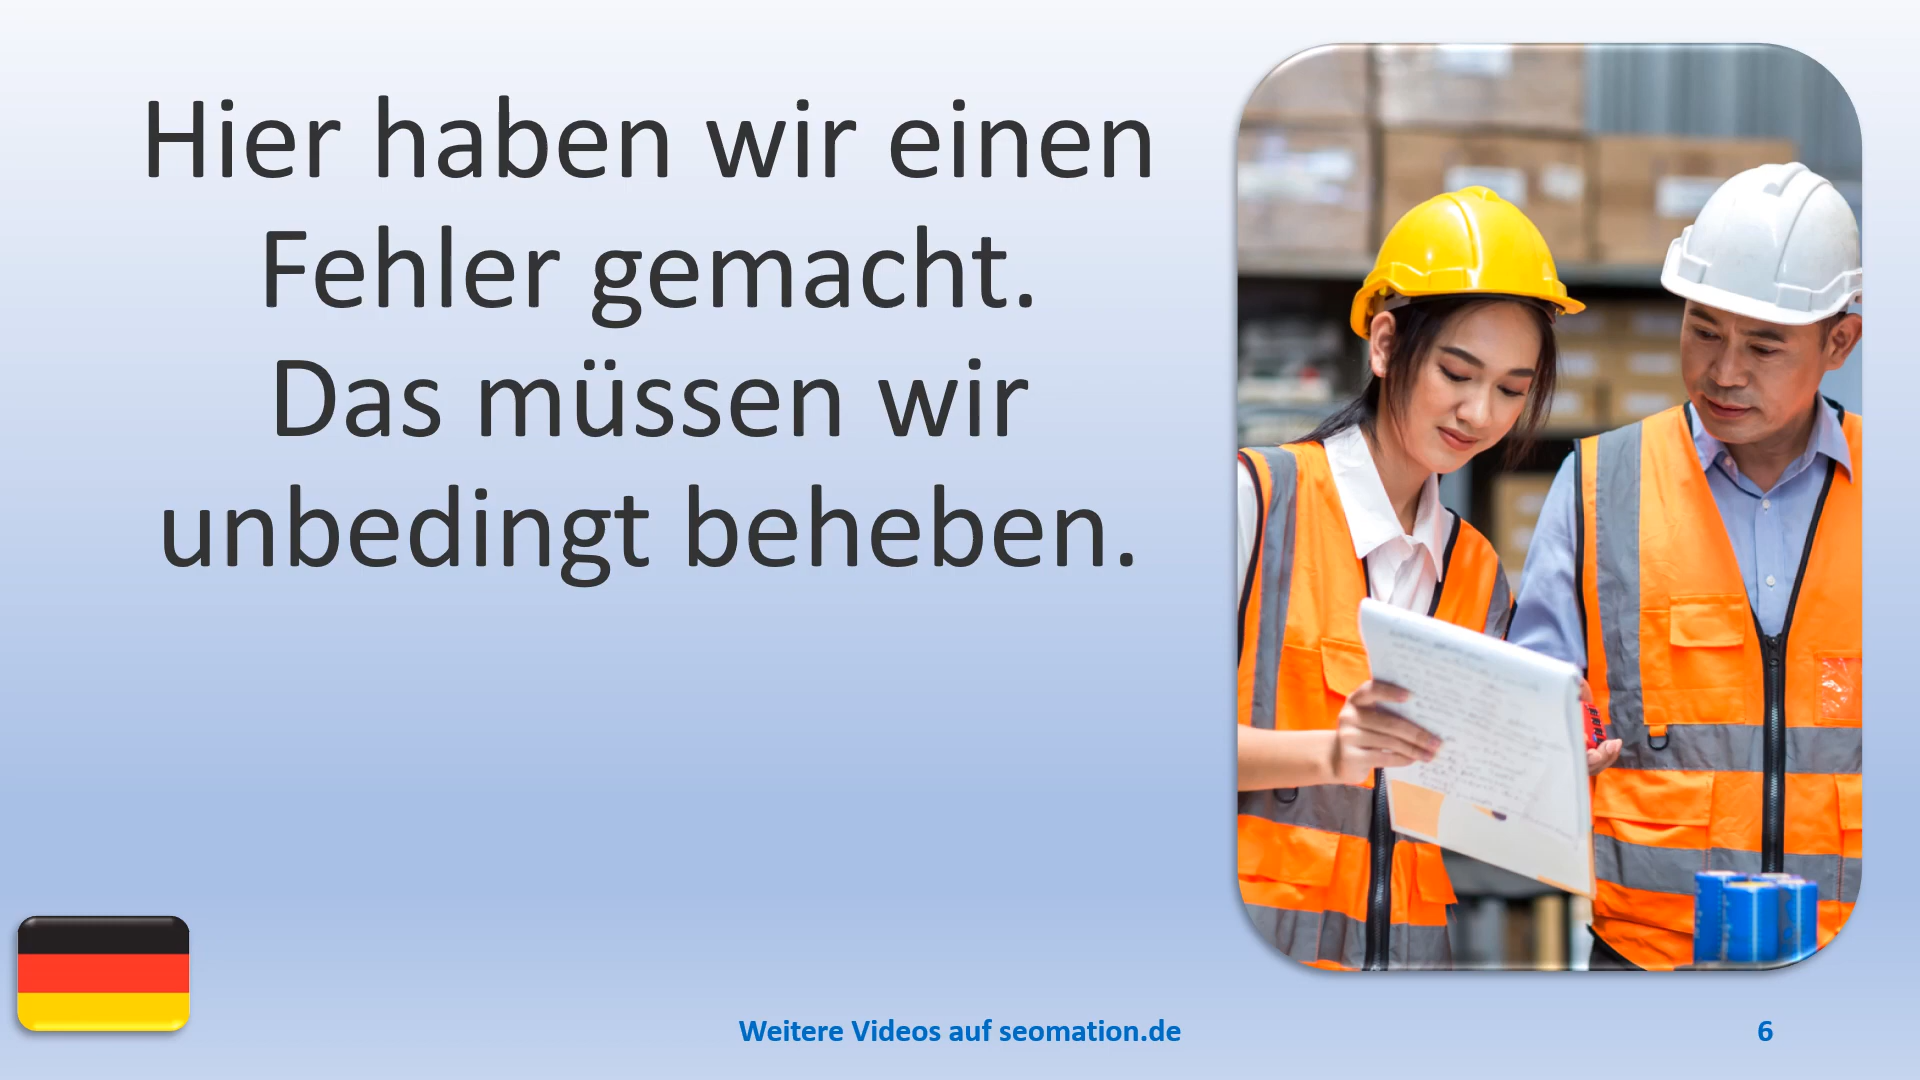 Hier haben wir einen
Fehler gemacht.
Das müssen wir
unbedingt beheben.
Weitere Videos auf seomation.de
6